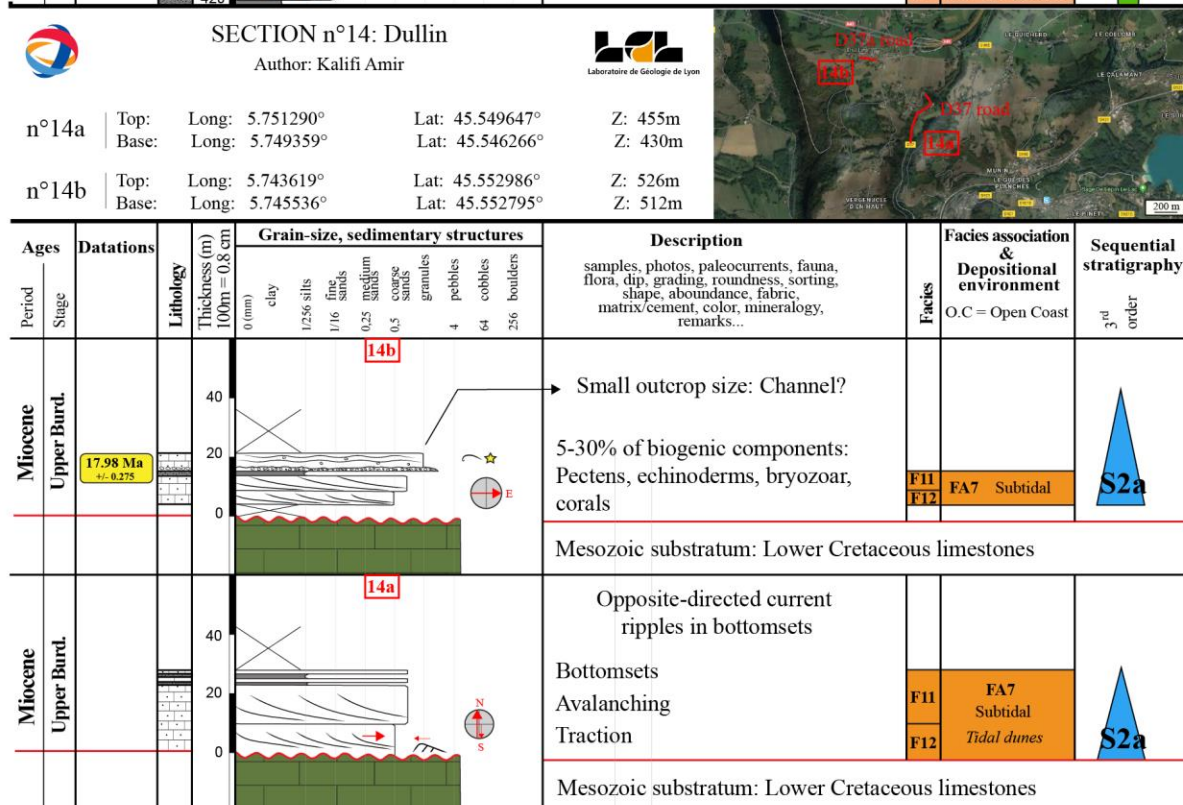 420
SECTION n°14: Dullin
Author: Kalifi Amir
LGL
Laboratoire de Géologie de Lyon
n°14a
Top: Long: 5.751290° Lat: 45.549647° Z: 455m
Base: Long: 5.749359° Lat: 45.546266° Z: 430m
n°14b
Top: Long: 5.743619° Lat: 45.552986° Z: 526m
Base: Long: 5.745536° Lat: 45.552795° Z: 512m
LE GUICHERD
D37a road
14b
LE CALAMANT
D37 road
14a
200 m
Ages
Period
Stage
Datations
Lithology
Thickness (m)
100m = 0.8 cm
Grain-size, sedimentary structures
0 (mm)
clay
1/256 silts
1/16 fine sands
0,25 medium sands
0,5 coarse sands
granules
4 pebbles
64 cobbles
256 boulders
Description
samples, photos, paleocurrents, fauna,
flora, dip, grading, roundness, sorting,
shape, aboundance, fabric,
matrix/cement, color, mineralogy,
remarks...
Facies
Facies association
&
Depositional
environment
O.C = Open Coast
Sequential
stratigraphy
3rd
order
Miocene
Upper Burd.
17.98 Ma
+/- 0.275
40
20
0
14b
E
Small outcrop size: Channel?
5-30% of biogenic components:
Pectens, echinoderms, bryozoar,
corals
F11
F12
FA7 Subtidal
S2a
Mesozoic substratum: Lower Cretaceous limestones
Miocene
Upper Burd.
40
20
0
14a
N
S
Opposite-directed current
ripples in bottomsets
Bottomsets
Avalanching
Traction
F11
F12
FA7
Subtidal
Tidal dunes
S2a
Mesozoic substratum: Lower Cretaceous limestones